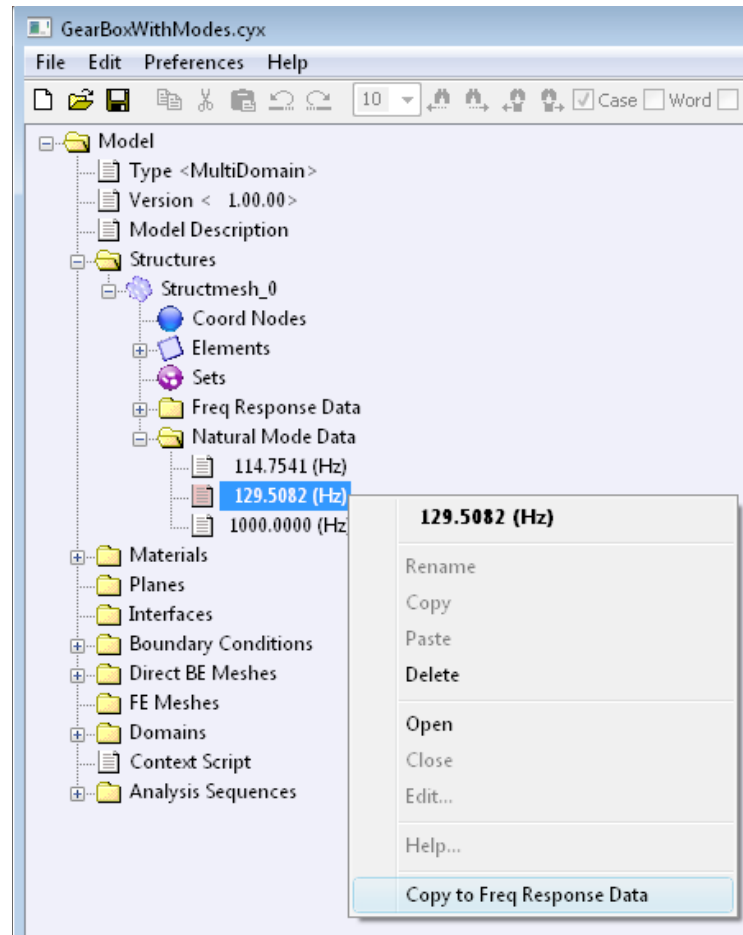 GearBoxWithModes.cyx
File Edit Preferences Help
10 Case Word
Model
Type <MultiDomain>
Version < 1.00.00>
Model Description
Structures
Structmesh_0
Coord Nodes
Elements
Sets
Freq Response Data
Natural Mode Data
114.7541 (Hz)
129.5082 (Hz)
1000.0000 (Hz
Materials
Planes
Interfaces
Boundary Conditions
Direct BE Meshes
FE Meshes
Domains
Context Script
Analysis Sequences
129.5082 (Hz)
Rename
Copy
Paste
Delete
Open
Close
Edit...
Help...
Copy to Freq Response Data